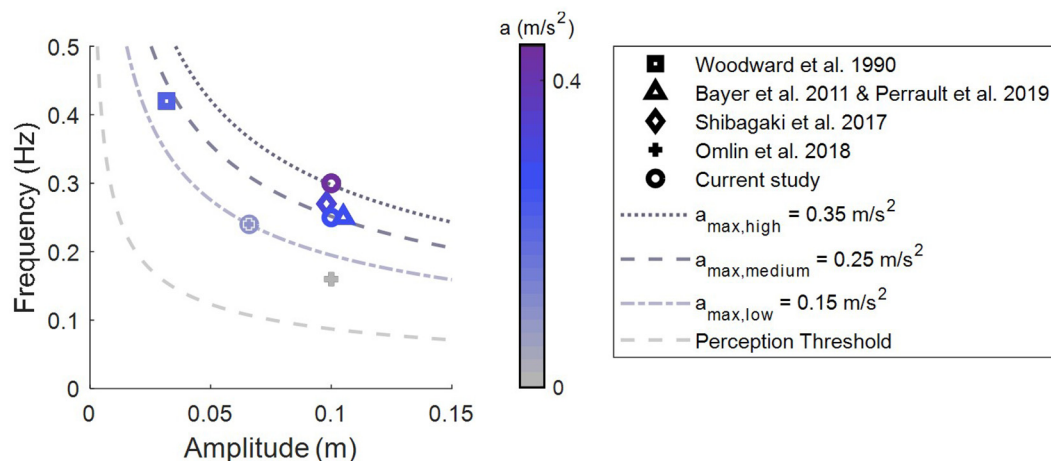 a (m/s²)
0.5
0.4
0.3
0.2
0.1
0
Frequency (Hz)
0
0.05
0.1
0.15
Amplitude (m)
0.4
0
Woodward et al. 1990
Bayer et al. 2011 & Perrault et al. 2019
Shibagaki et al. 2017
Omlin et al. 2018
Current study
a_max,high = 0.35 m/s²
a_max,medium = 0.25 m/s²
a_max,low = 0.15 m/s²
Perception Threshold